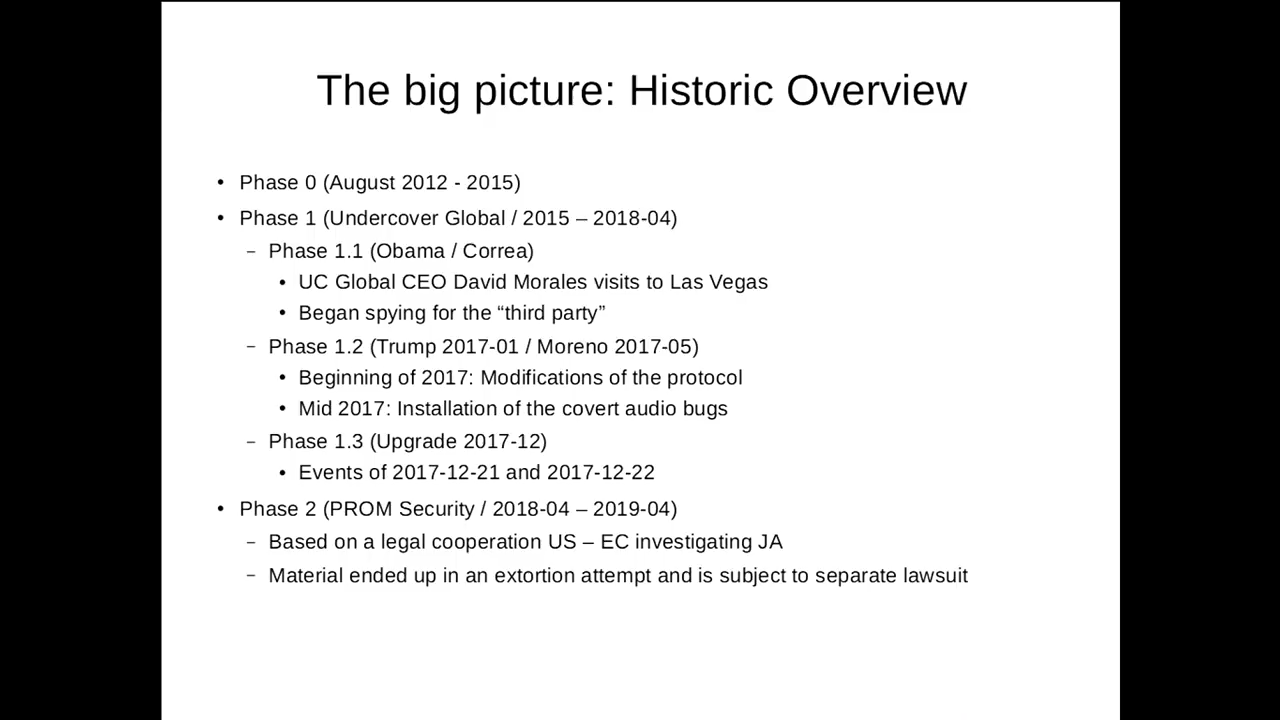 The big picture: Historic Overview
• Phase 0 (August 2012 - 2015)
• Phase 1 (Undercover Global / 2015 – 2018-04)
– Phase 1.1 (Obama / Correa)
• UC Global CEO David Morales visits to Las Vegas
• Began spying for the “third party”
– Phase 1.2 (Trump 2017-01 / Moreno 2017-05)
• Beginning of 2017: Modifications of the protocol
• Mid 2017: Installation of the covert audio bugs
– Phase 1.3 (Upgrade 2017-12)
• Events of 2017-12-21 and 2017-12-22
• Phase 2 (PROM Security / 2018-04 – 2019-04)
– Based on a legal cooperation US – EC investigating JA
– Material ended up in an extortion attempt and is subject to separate lawsuit